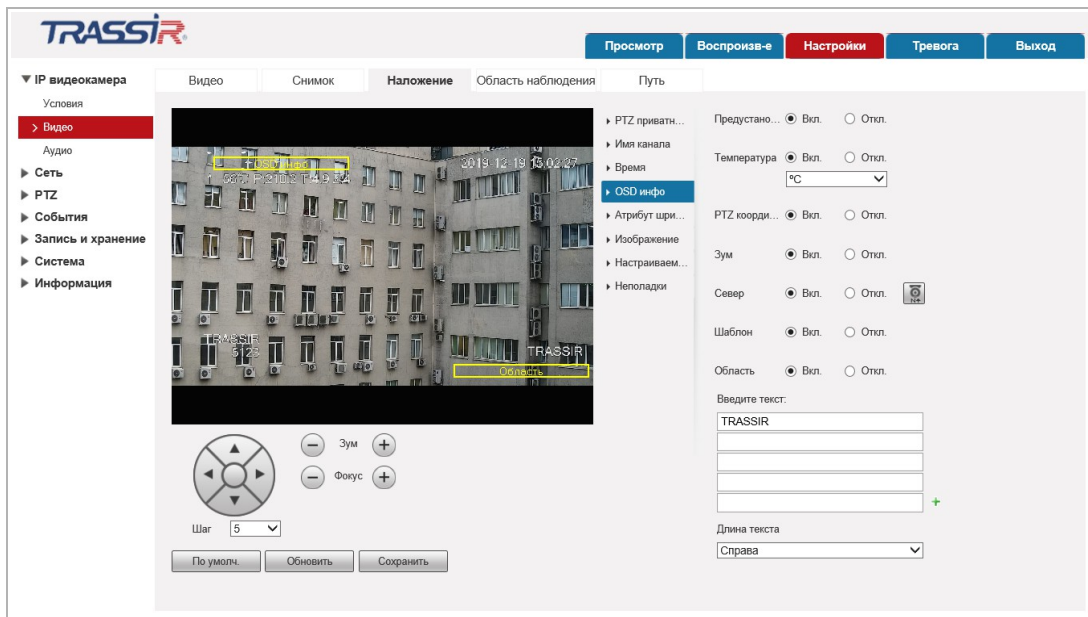 TRASSIR
Просмотр
Воспроизв-е
Настройки
Тревога
Выход
IP видеокамера
Условия
Видео
Аудио
Сеть
PTZ
События
Запись и хранение
Система
Информация
Видео
Снимок
Наложение
Область наблюдения
Путь
OSD инфо
2019-12-19 15:02:27
TRASSIR
5123
TRASSIR
Область
PTZ приватн...
Имя канала
Время
OSD инфо
Атрибут шри...
Изображение
Настраиваем...
Неполадки
Предустано... Вкл. Откл.
Температура Вкл. Откл.
ºC
PTZ коорди... Вкл. Откл.
Зум Вкл. Откл.
Север Вкл. Откл.
N
Шаблон Вкл. Откл.
Область Вкл. Откл.
Введите текст:
TRASSIR
Длина текста
Справа
Зум
Фокус
Шаг 5
По умолч.
Обновить
Сохранить